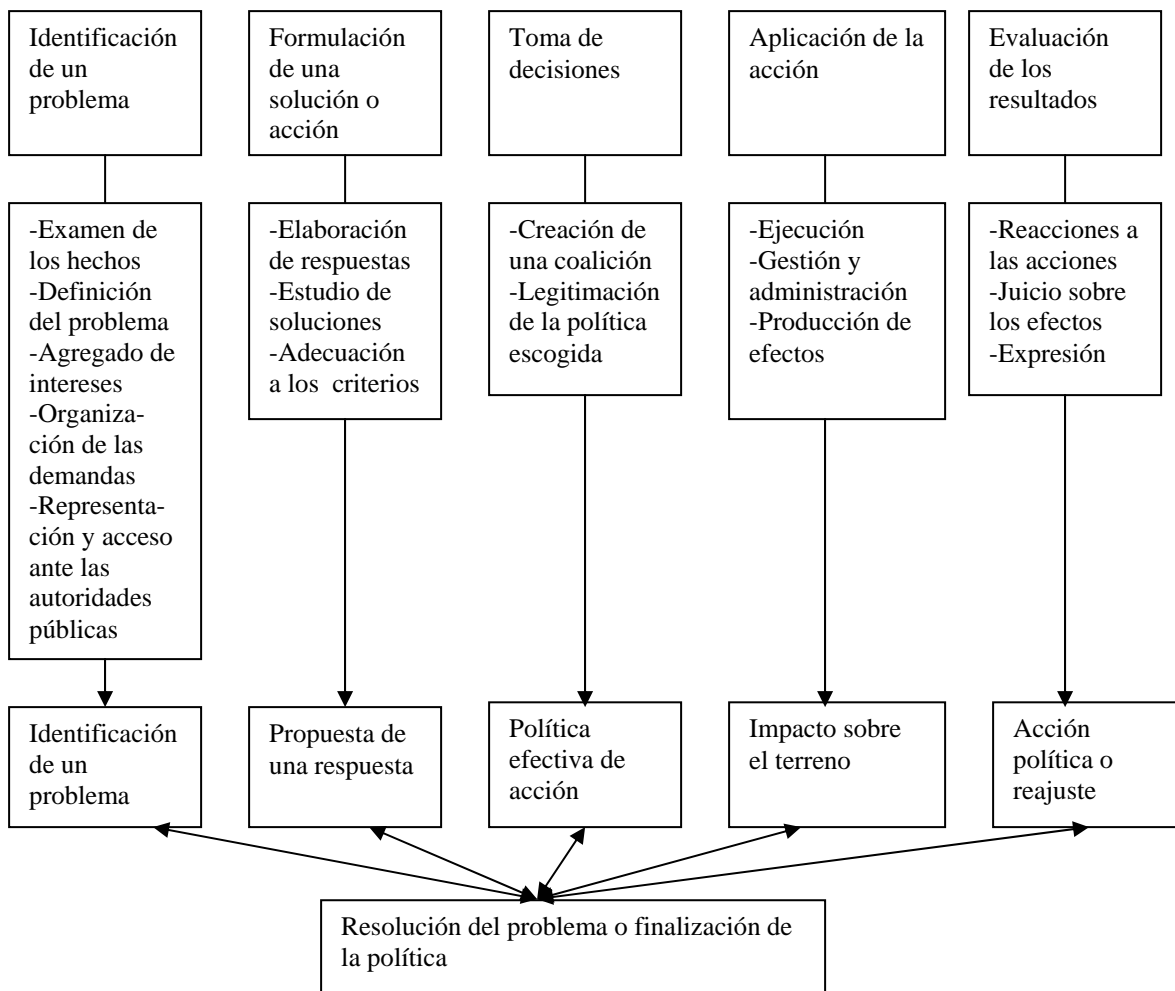 Identificación
de un
problema
Formulación
de una
solución o
acción
Toma de
decisiones
Aplicación de la
acción
Evaluación
de los
resultados
-Examen de
los hechos
-Definición
del problema
-Agregado de
intereses
-Organiza-
ción de las
demandas
-Representa-
ción y acceso
ante las
autoridades
públicas
-Elaboración
de respuestas
-Estudio de
soluciones
-Adecuación
a los criterios
-Creación de
una coalición
-Legitimación
de la política
escogida
-Ejecución
-Gestión y
administración
-Producción de
efectos
-Reacciones a
las acciones
-Juicio sobre
los efectos
-Expresión
Identificación
de un
problema
Propuesta de
una respuesta
Política
efectiva de
acción
Impacto sobre
el terreno
Acción
política o
reajuste
Resolución del problema o finalización de
la política